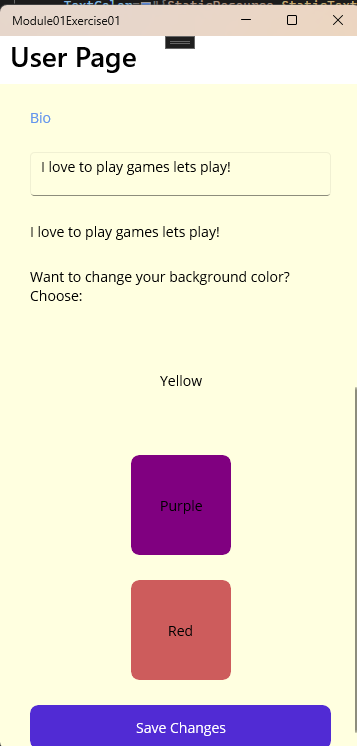 TextColor="{StaticResource StaticText
Module01Exercise01
User Page
Bio
I love to play games lets play!
I love to play games lets play!
Want to change your background color?
Choose:
Yellow
Purple
Red
Save Changes